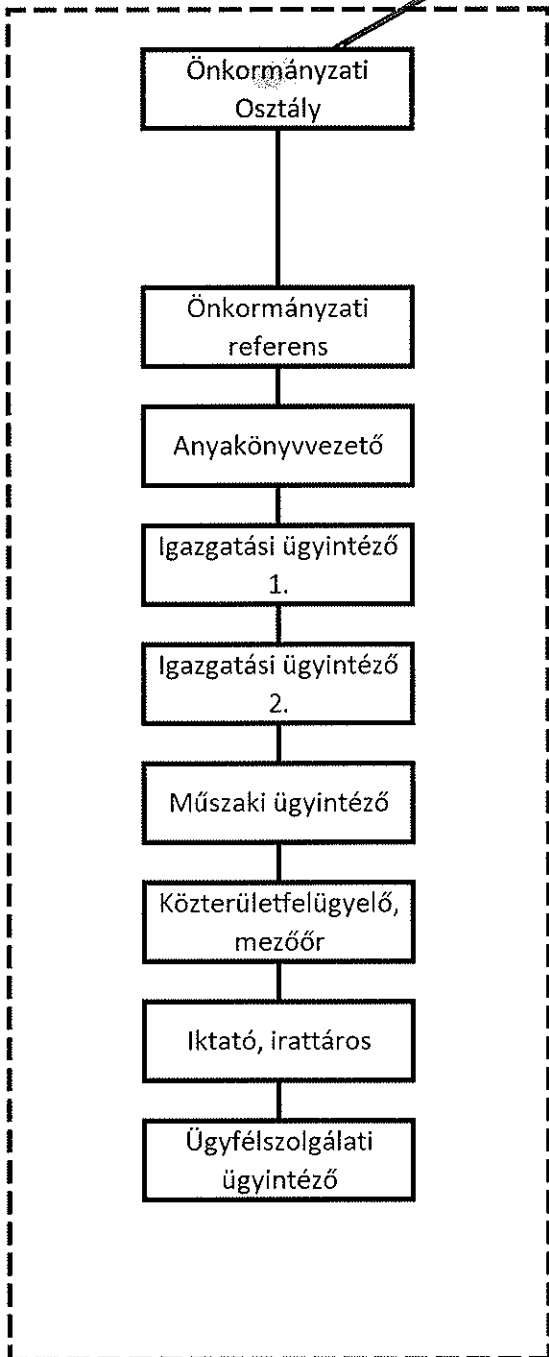 Önkormányzati
Osztály
Önkormányzati
referens
Anyakönyvvezető
Igazgatási ügyintéző
1.
Igazgatási ügyintéző
2.
Műszaki ügyintéző
Közterületfelügyelő,
mezőőr
Iktató, irattáros
Ügyfélszolgálati
ügyintéző